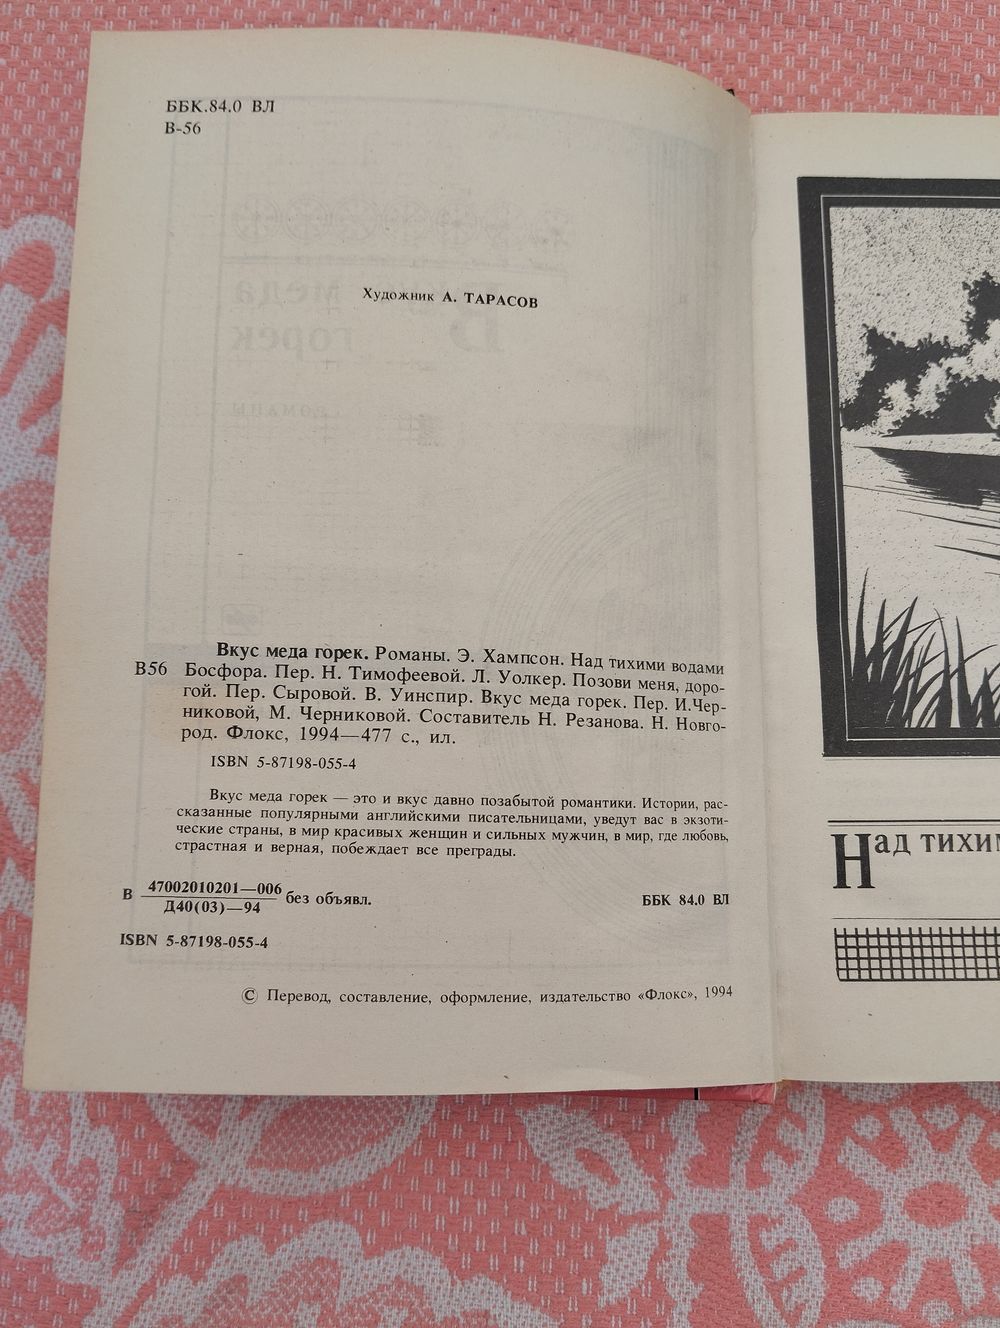 ББК.84.0 ВЛ
В-56
Художник А. ТАРАСОВ
Вкус меда горек. Романы. Э. Хампсон. Над тихими водами
В56 Босфора. Пер. Н. Тимофеевой. Л. Уолкер. Позови меня, доро-
гой. Пер. Сыровой. В. Уинспир. Вкус меда горек. Пер. И.Чер-
никовой, М. Черниковой. Составитель Н. Резанова. Н. Новго-
род. Флокс, 1994—477 с., ил.
ISBN 5-87198-055-4
Вкус меда горек — это и вкус давно позабытой романтики. Истории, рас-
сказанные популярными английскими писательницами, уведут вас в экзоти-
ческие страны, в мир красивых женщин и сильных мужчин, в мир, где любовь,
страстная и верная, побеждает все преграды.
В 47002010201—006 без объявл.
Д40(03)—94
ББК 84.0 ВЛ
ISBN 5-87198-055-4
© Перевод, составление, оформление, издательство «Флокс», 1994
Над тихим